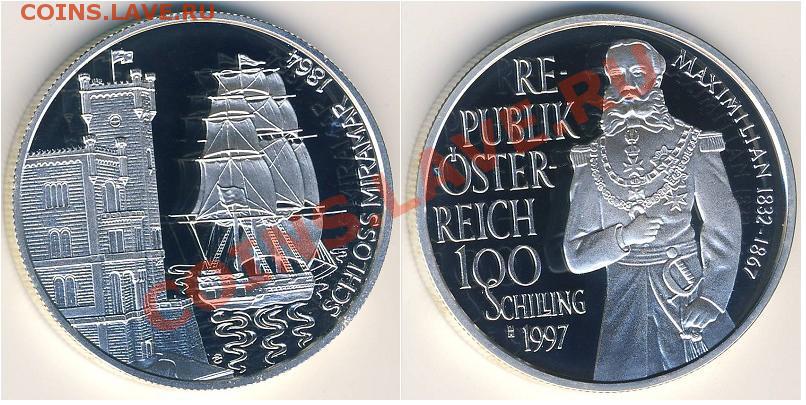 COINS.LAVE.RU
SCHLOSS MIRAMAR 1864
COINS.LAVE.RU
RE-
PUBLIK
ÖSTER-
REICH
100
SCHILLING
1997
MAXIMILIAN 1832-1867